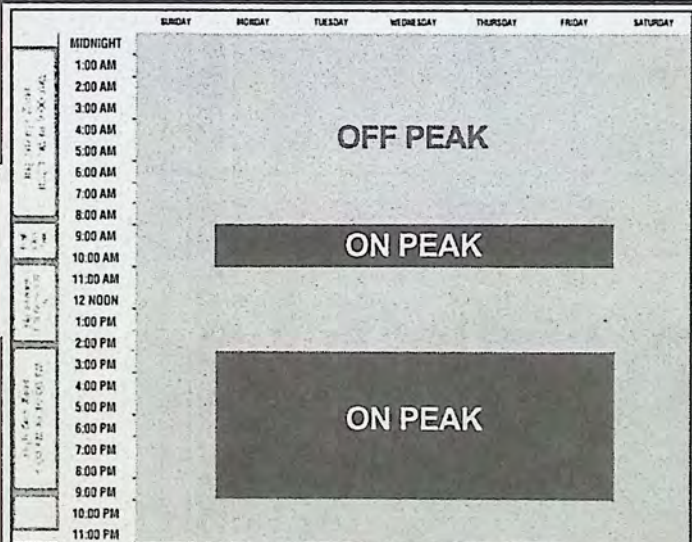 SUNDAY MONDAY TUESDAY WEDNESDAY THURSDAY FRIDAY SATURDAY
MIDNIGHT
1:00 AM
2:00 AM
3:00 AM
4:00 AM
OFF PEAK
5:00 AM
6:00 AM
7:00 AM
8:00 AM
9:00 AM
ON PEAK
10:00 AM
11:00 AM
12 NOON
1:00 PM
2:00 PM
3:00 PM
4:00 PM
5:00 PM
ON PEAK
6:00 PM
7:00 PM
8:00 PM
9:00 PM
10:00 PM
11:00 PM